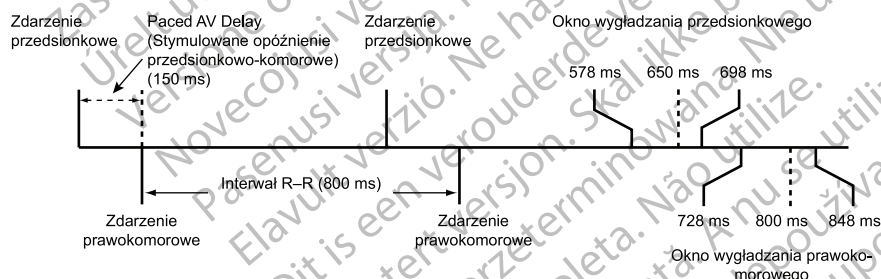 Zdarzenie
przedsionkowe
Paced AV Delay
(Stymulowane opóźnienie
przedsionkowo-komorowe)
(150 ms)
Zdarzenie
przedsionkowe
Okno wygładzania przedsionkowego
578 ms 650 ms 698 ms
Interwał R–R (800 ms)
Zdarzenie
prawokomorowe
Zdarzenie
prawokomorowe
728 ms 800 ms 848 ms
Okno wygładzania prawoko-
morowego